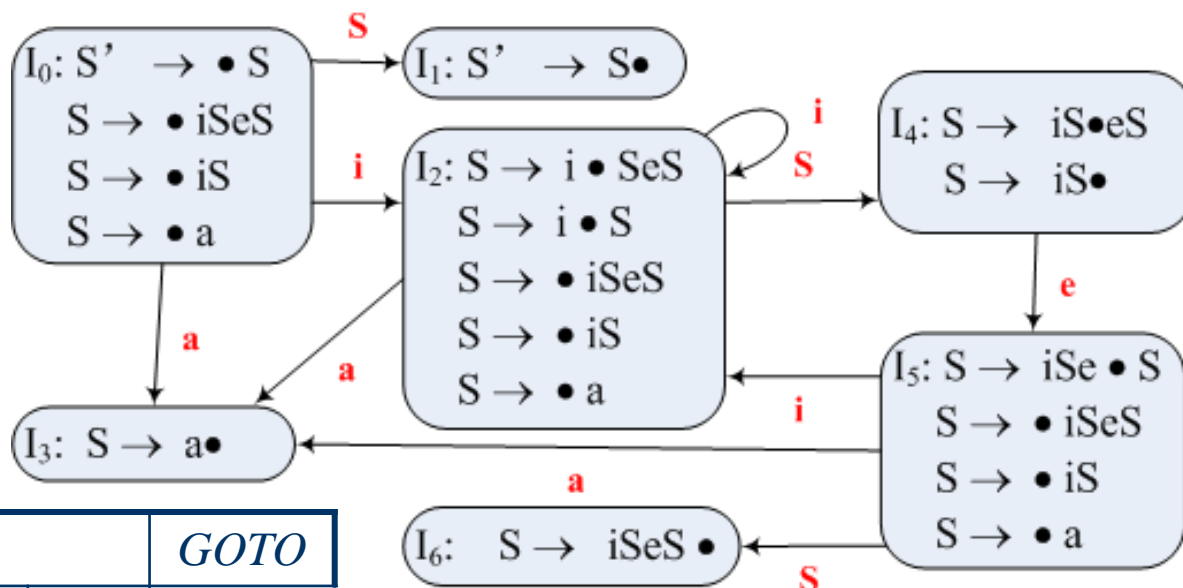 I₀: S’ → • S
S → • iSeS
S → • iS
S → • a
S
I₁: S’ → S•
i
I₂: S → i • SeS
S → i • S
S → • iSeS
S → • iS
S → • a
i
S
I₄: S → iS•eS
S → iS•
e
a
a
I₅: S → iSe • S
S → • iSeS
S → • iS
S → • a
i
I₃: S → a•
a
I₆: S → iSeS •
S
GOTO